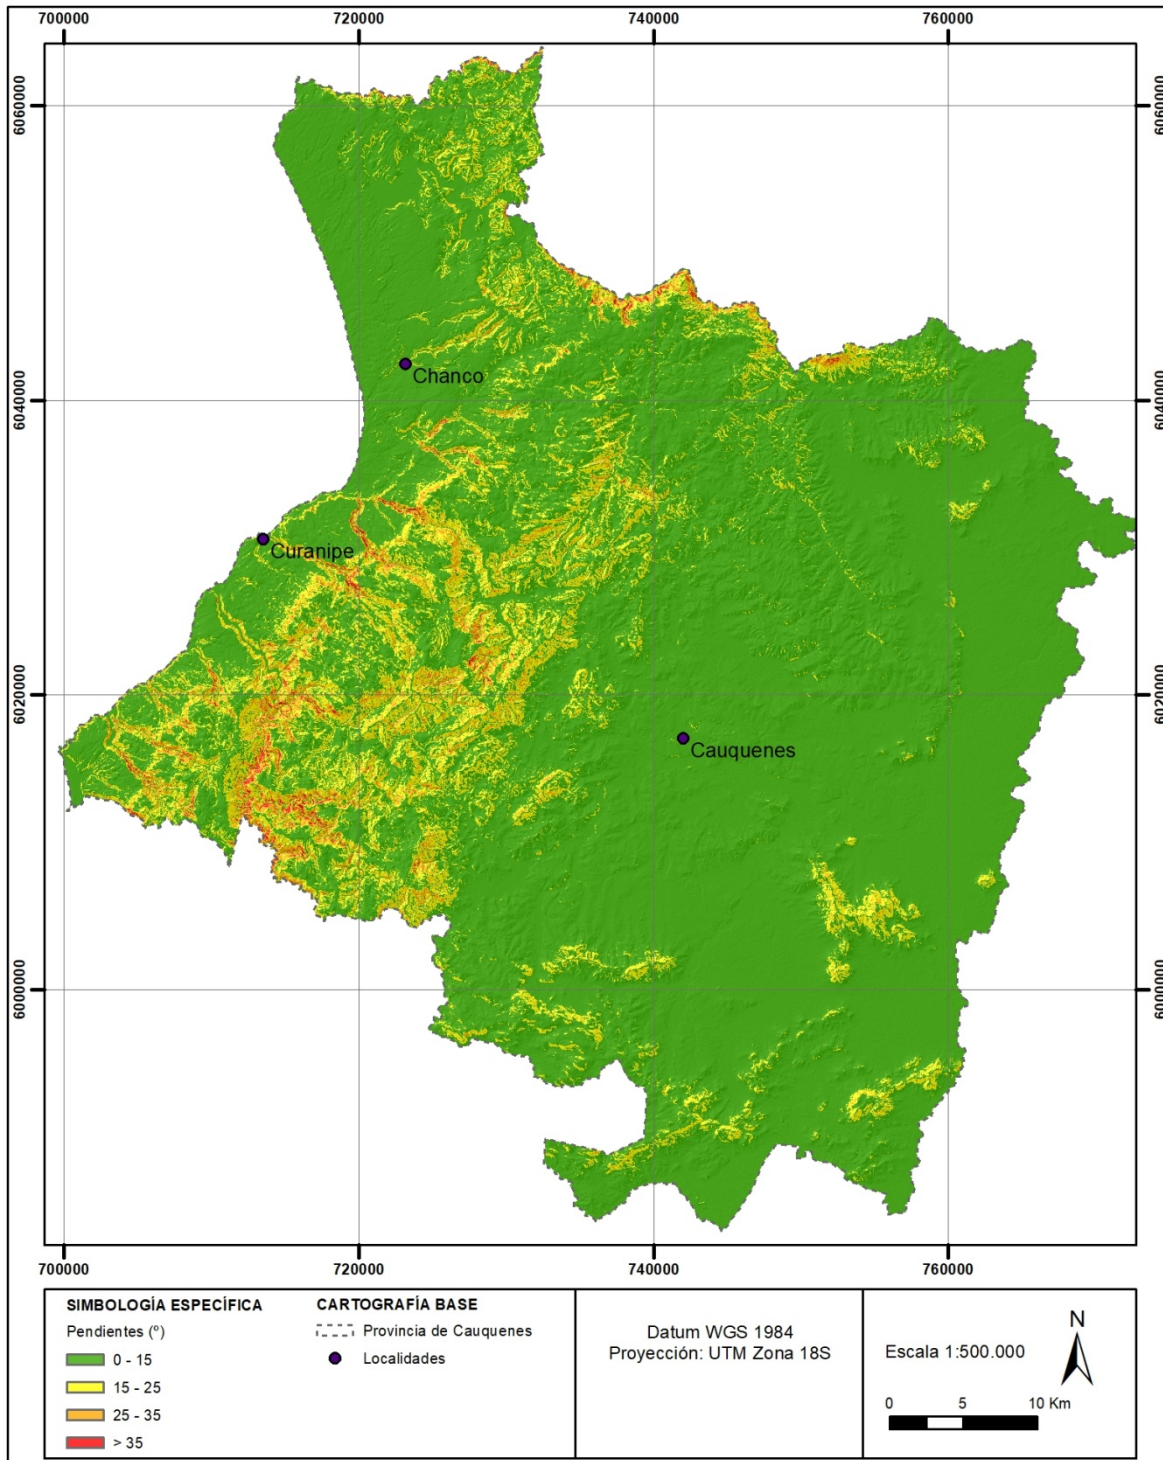 700000 720000 740000 760000
6060000 6060000
Chanco
6040000 6040000
Curanipe
6020000 6020000
Cauquenes
6000000 6000000
700000 720000 740000 760000
SIMBOLOGÍA ESPECÍFICA
Pendientes (º)
0 - 15
15 - 25
25 - 35
> 35
CARTOGRAFÍA BASE
Provincia de Cauquenes
Localidades
Datum WGS 1984
Proyección: UTM Zona 18S
Escala 1:500.000
N
0 5 10 Km